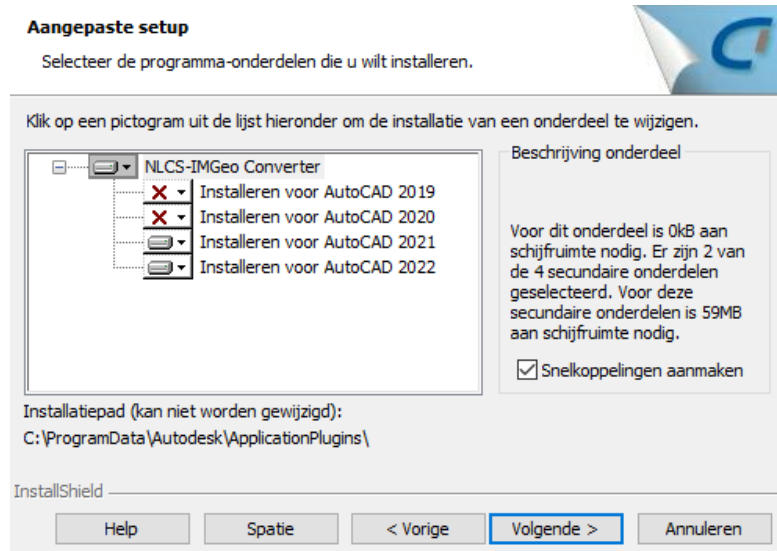 Aangepaste setup
Selecteer de programma-onderdelen die u wilt installeren.
Klik op een pictogram uit de lijst hieronder om de installatie van een onderdeel te wijzigen.
NLCS-IMGeo Converter
Installeren voor AutoCAD 2019
Installeren voor AutoCAD 2020
Installeren voor AutoCAD 2021
Installeren voor AutoCAD 2022
Beschrijving onderdeel
Voor dit onderdeel is 0kB aan
schijfruimte nodig. Er zijn 2 van
de 4 secundaire onderdelen
geselecteerd. Voor deze
secundaire onderdelen is 59MB
aan schijfruimte nodig.
Snelkoppelingen aanmaken
Installatiepad (kan niet worden gewijzigd):
C:\ProgramData\Autodesk\ApplicationPlugins\
InstallShield
Help Spatie < Vorige Volgende > Annuleren